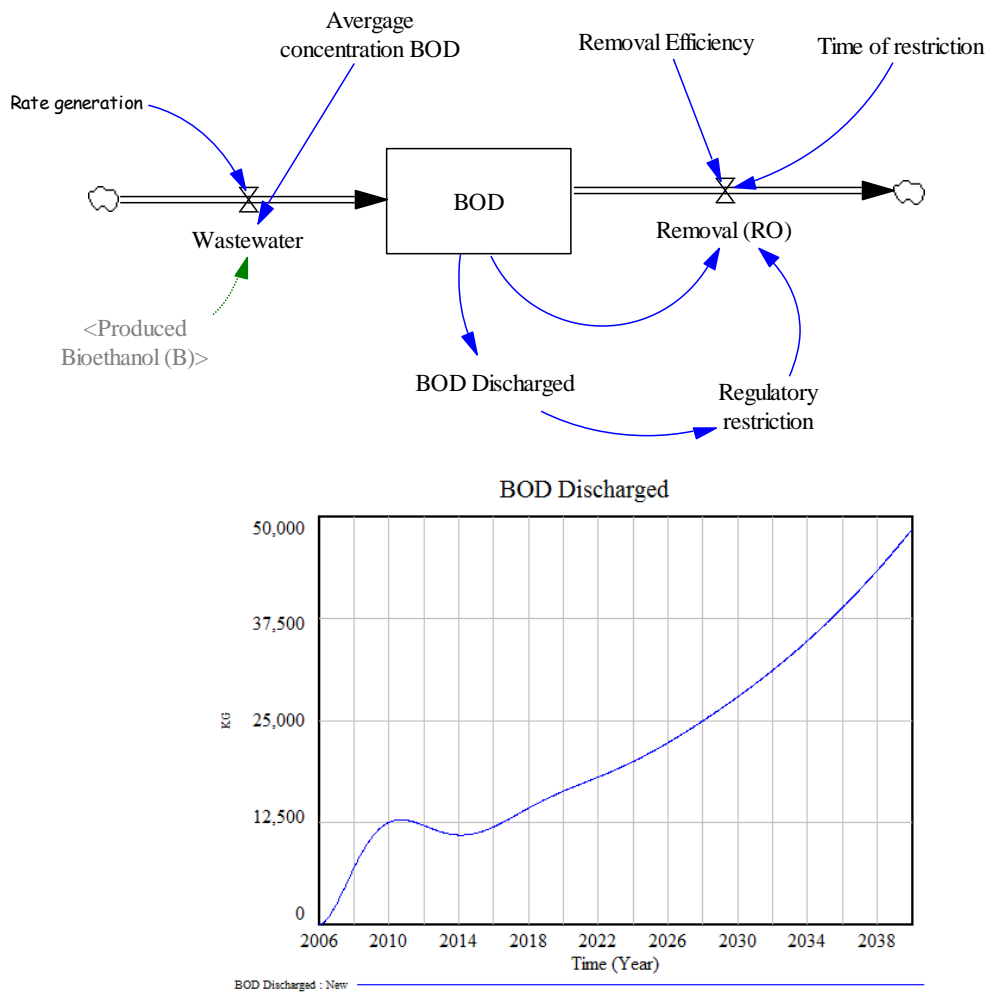 Avergage
concentration BOD
Removal Efficiency
Time of restriction
Rate generation
BOD
Wastewater
Removal (RO)
<Produced
Bioethanol (B)>
BOD Discharged
Regulatory
restriction
BOD Discharged
50,000
37,500
25,000
12,500
0
KG
2006 2010 2014 2018 2022 2026 2030 2034 2038
Time (Year)
BOD Discharged : New